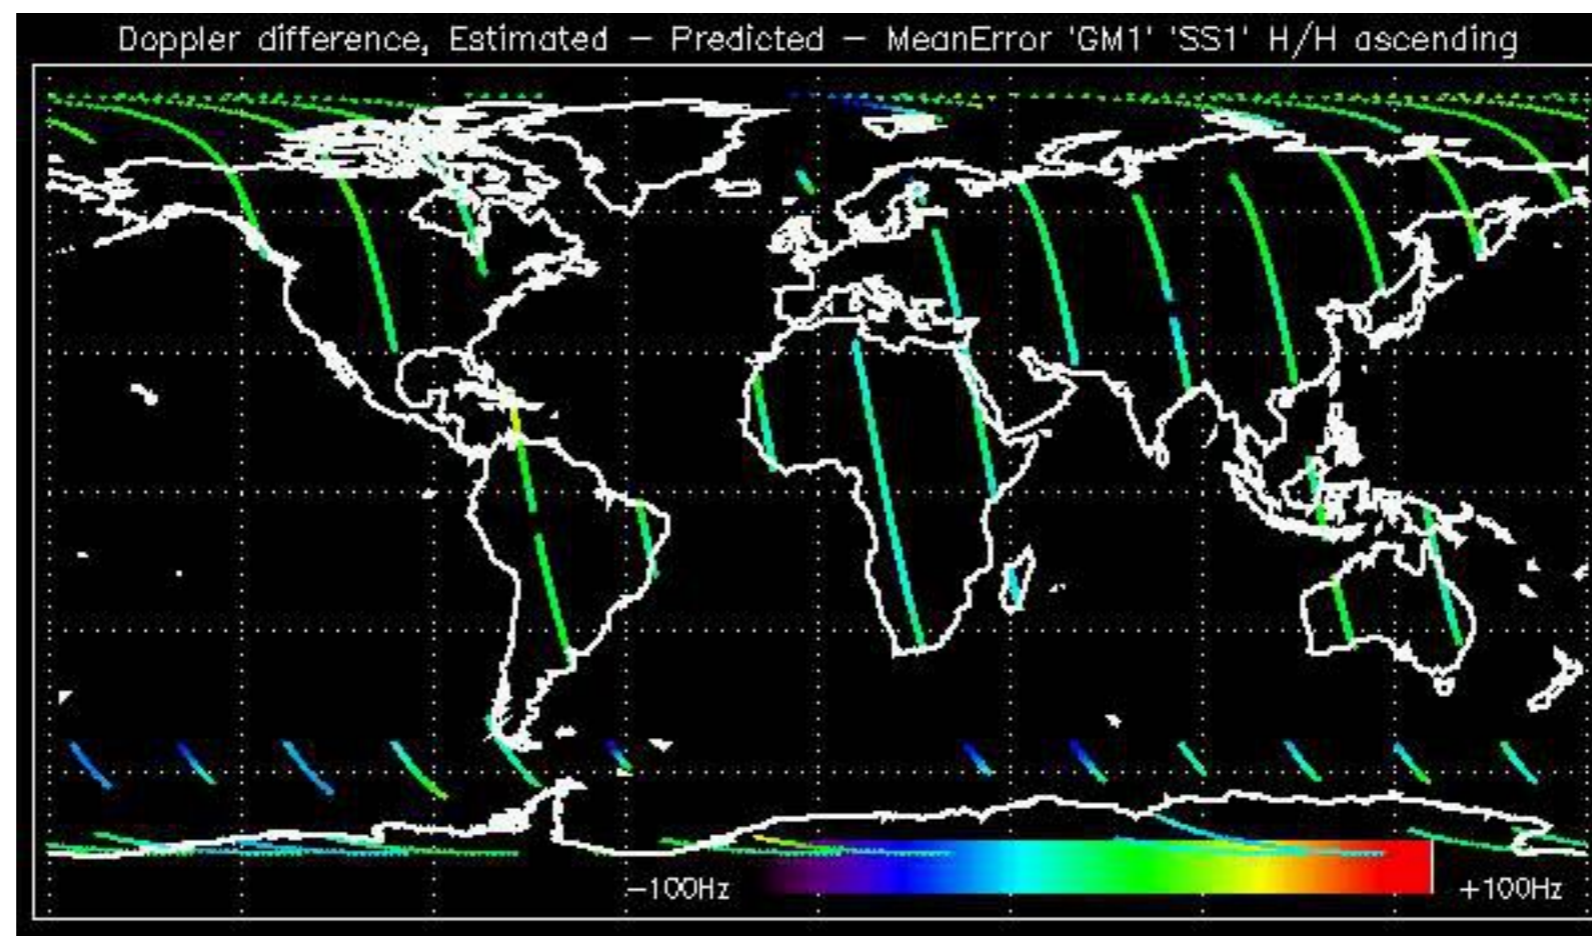 Doppler difference, Estimated − Predicted − MeanError 'GM1' 'SS1' H/H ascending
−100Hz
+100Hz